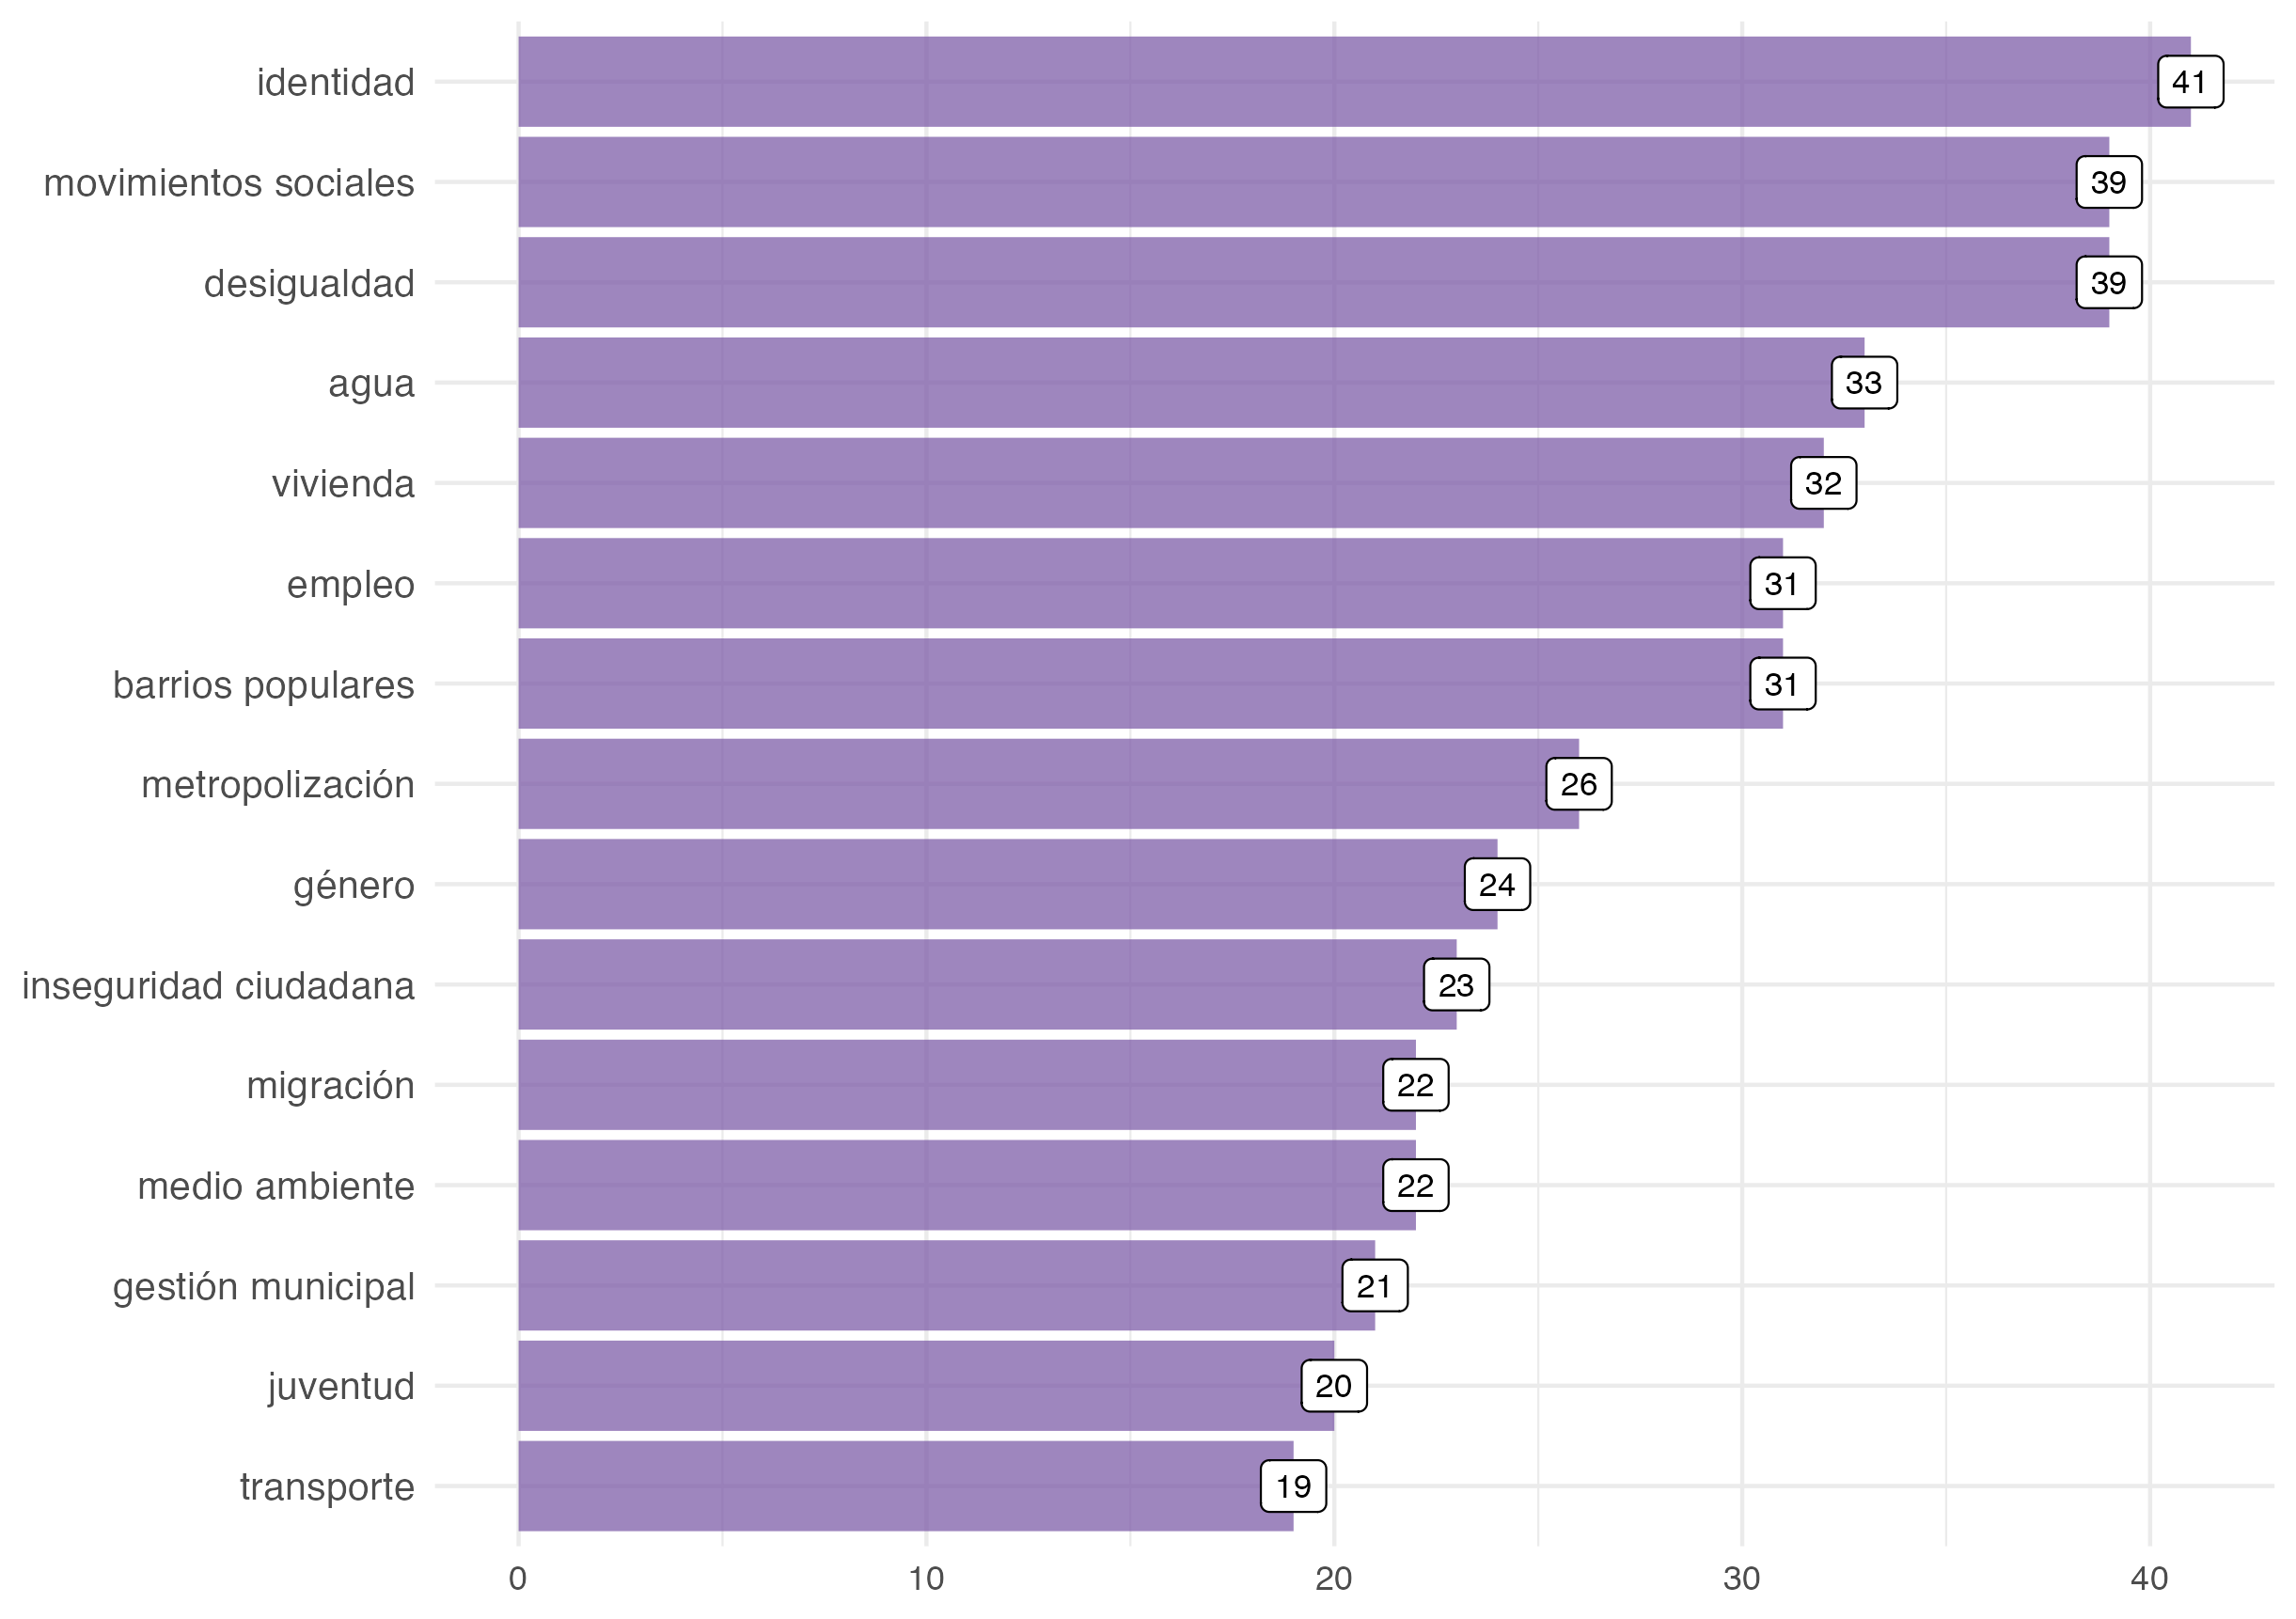 identidad 41
movimientos sociales 39
desigualdad 39
agua 33
vivienda 32
empleo 31
barrios populares 31
metropolización 26
género 24
inseguridad ciudadana 23
migración 22
medio ambiente 22
gestión municipal 21
juventud 20
transporte 19
0 10 20 30 40